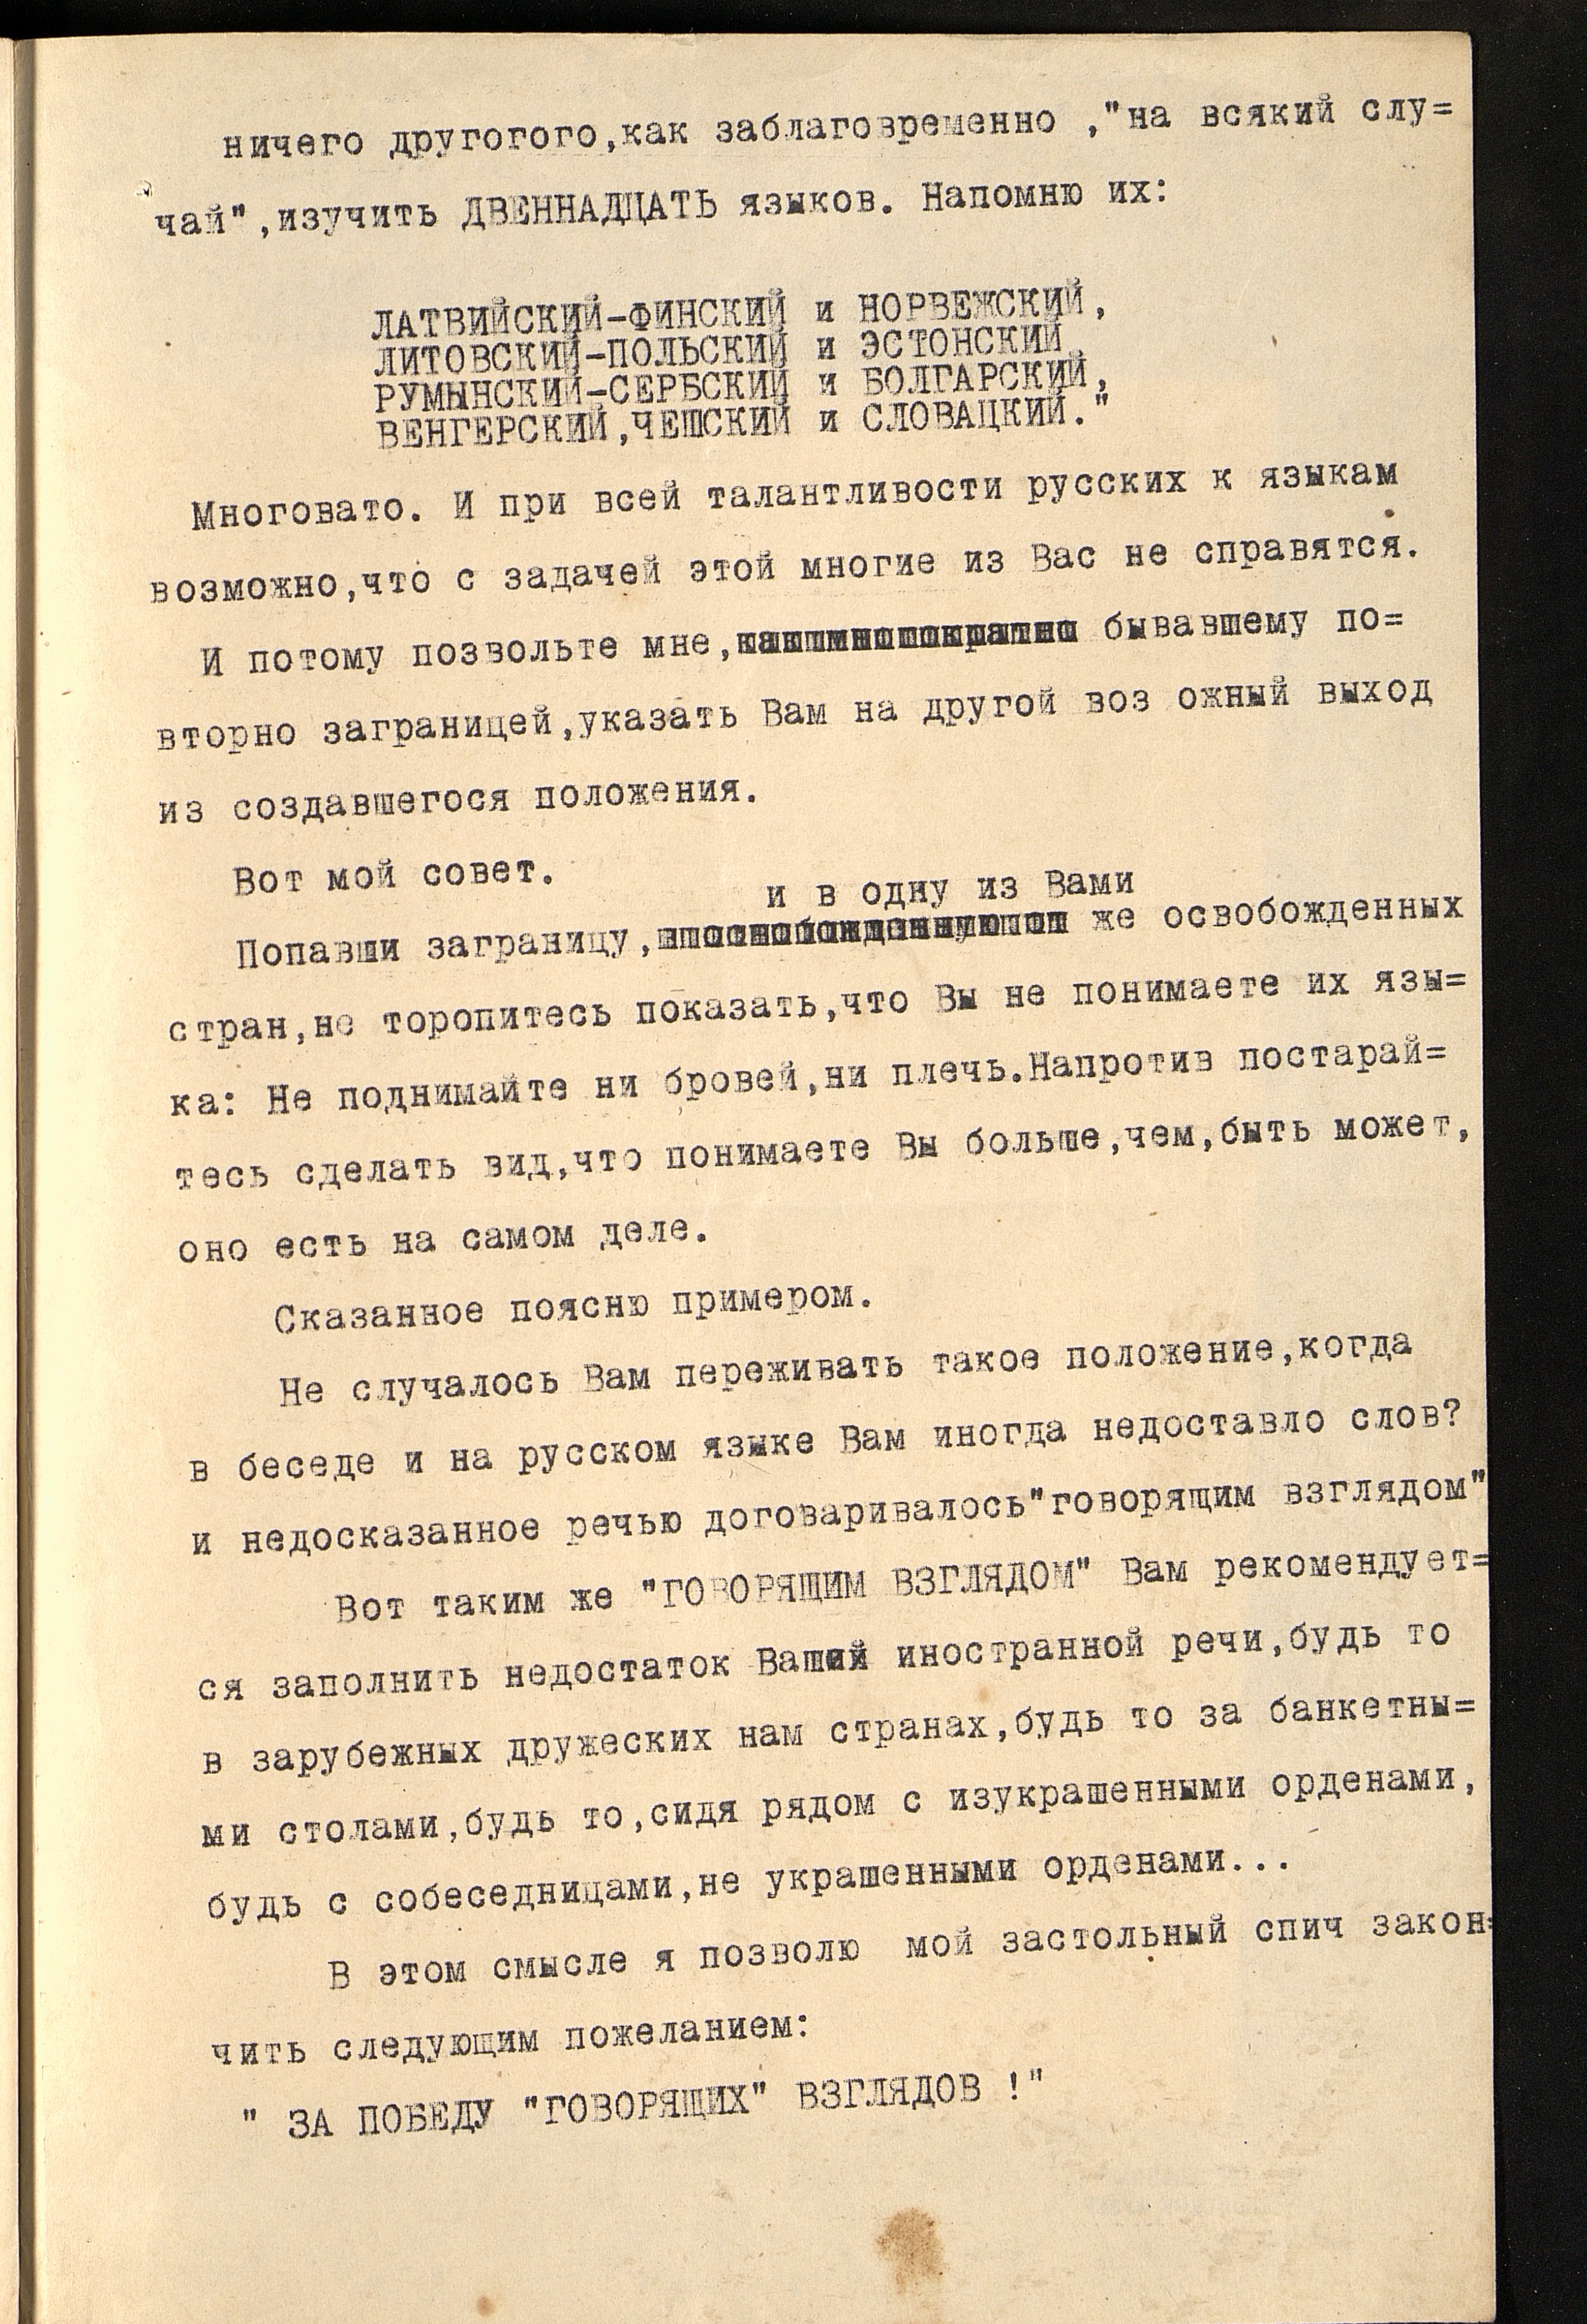 ничего другогого,как заблаговременно ,"на всякий слу=
чай",изучить ДВЕННАДЦАТЬ языков. Напомню их:
ЛАТВИЙСКИЙ-ФИНСКИЙ и НОРВЕЖСКИЙ,
ЛИТОВСКИЙ-ПОЛЬСКИЙ и ЭСТОНСКИЙ,
РУМЫНСКИЙ-СЕРБСКИЙ и БОЛГАРСКИЙ,
ВЕНГЕРСКИЙ,ЧЕШСКИЙ и СЛОВАЦКИЙ."
Многовато. И при всей талантливости русских к языкам
возможно,что с задачей этой многие из Вас не справятся.
И потому позвольте мне, бывавшему по=
вторно заграницей,указать Вам на другой воз ожный выход
из создавшегося положения.
Вот мой совет.
и в одну из Вами
Попавши заграницу, же освобожденных
стран,не торопитесь показать,что Вы не понимаете их язы=
ка: Не поднимайте ни бровей,ни плечь.Напротив постарай=
тесь сделать вид,что понимаете Вы больше,чем,быть может,
оно есть на самом деле.
Сказанное поясню примером.
Не случалось Вам переживать такое положение,когда
в беседе и на русском языке Вам иногда недоставло слов?
и недосказанное речью договаривалось"говорящим взглядом"
Вот таким же "ГОВОРЯЩИМ ВЗГЛЯДОМ" Вам рекомендует=
ся заполнить недостаток Вашей иностранной речи,будь то
в зарубежных дружеских нам странах,будь то за банкетны=
ми столами,будь то,сидя рядом с изукрашенными орденами,
будь с собеседницами,не украшенными орденами...
В этом смысле я позволю мой застольный спич закон=
чить следующим пожеланием:
" ЗА ПОБЕДУ "ГОВОРЯЩИХ" ВЗГЛЯДОВ !"